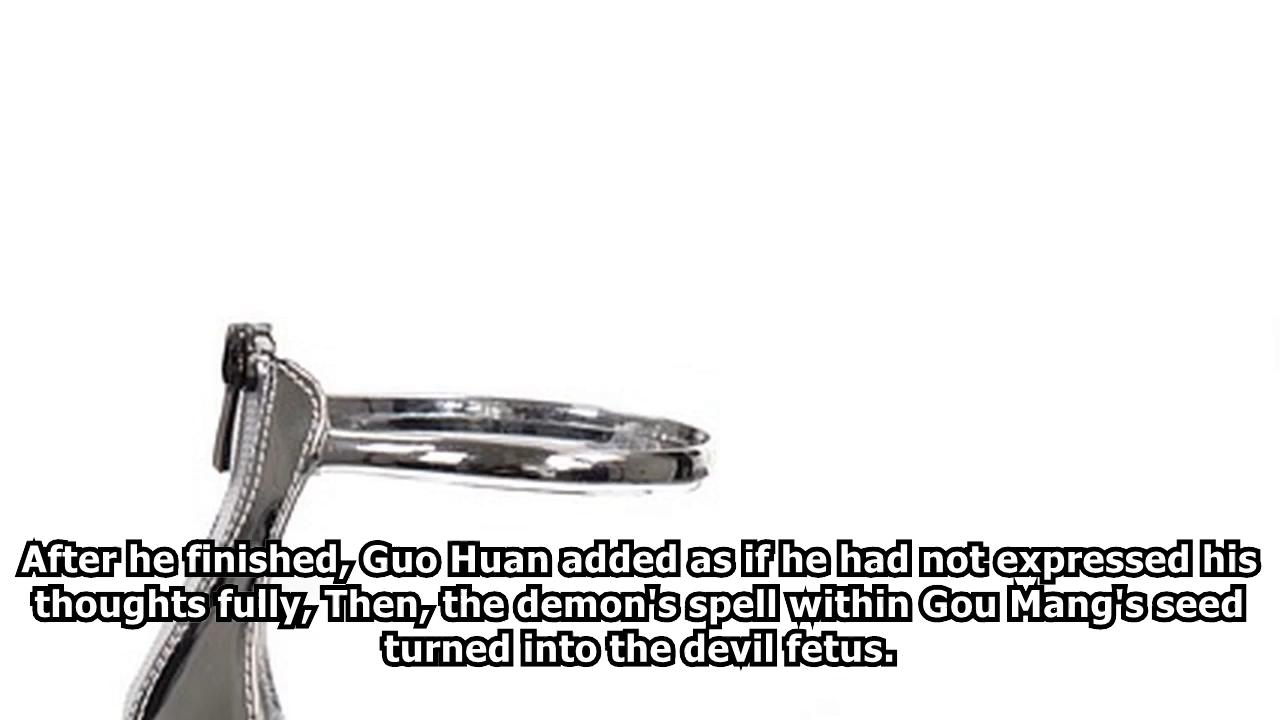 After he finished, Guo Huan added as if he had not expressed his
thoughts fully, Then, the demon's spell within Gou Mang's seed
turned into the devil fetus.